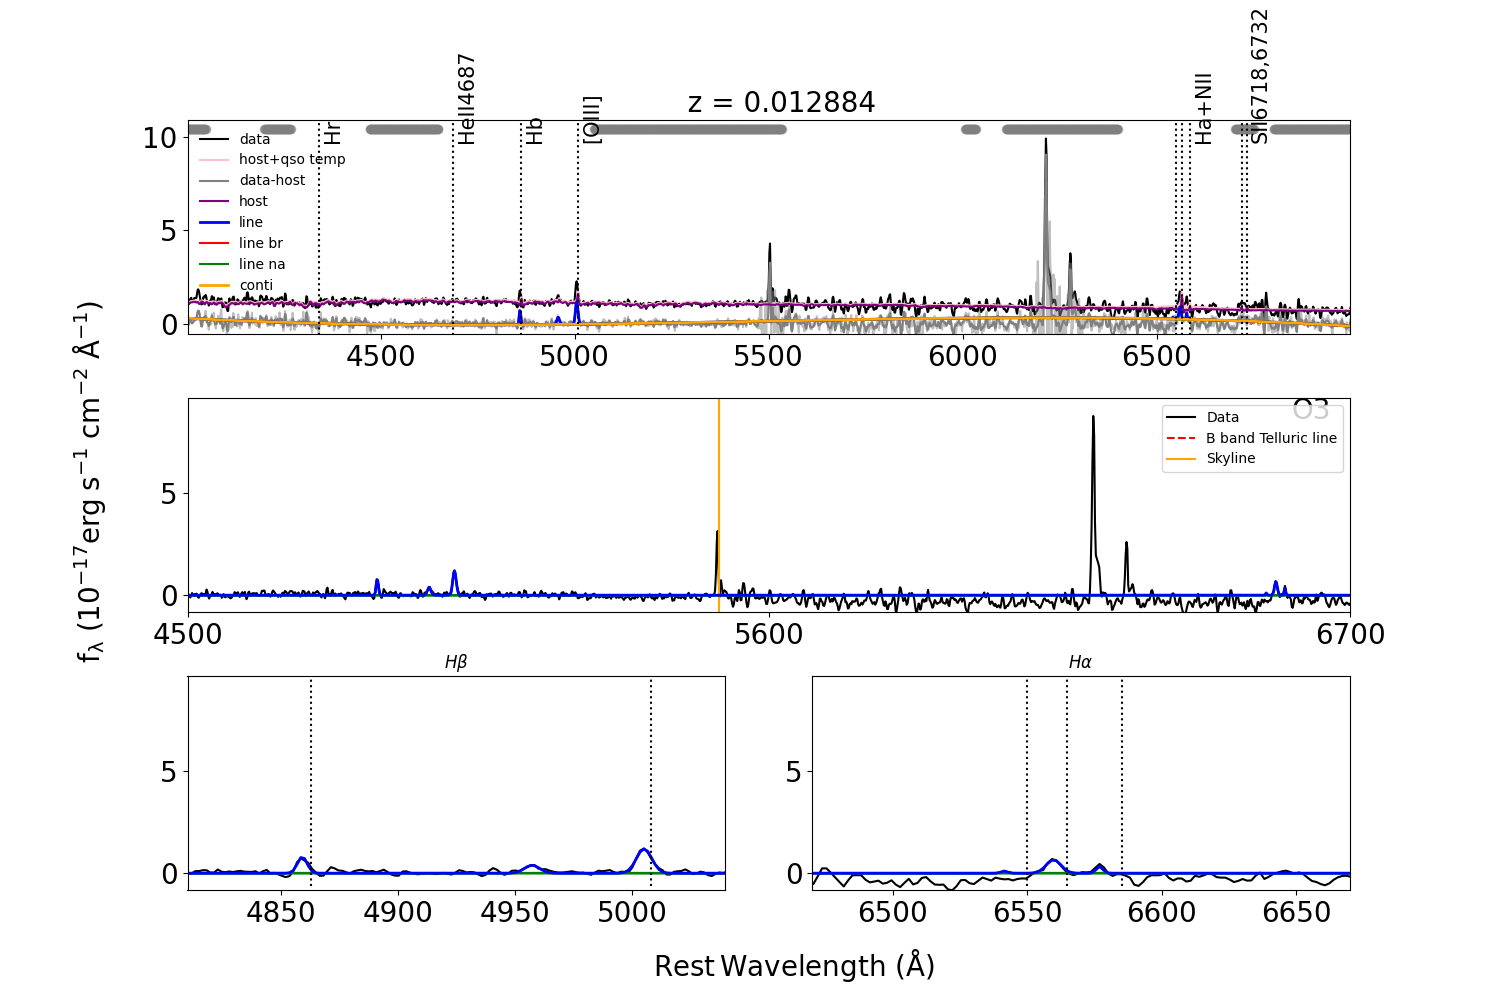 z = 0.012884
Hr
HeII4687
Hb
[OIII]
Ha+NII
SII6718,6732
data
host+qso temp
data-host
host
line
line br
line na
conti
10
5
0
4500
5000
5500
6000
6500
O3
Data
B band Telluric line
Skyline
5
0
4500
5600
6700
Hβ
5
0
4850
4900
4950
5000
Hα
5
0
6500
6550
6600
6650
fλ (10−17erg s−1 cm−2 Å−1)
Rest Wavelength (Å)